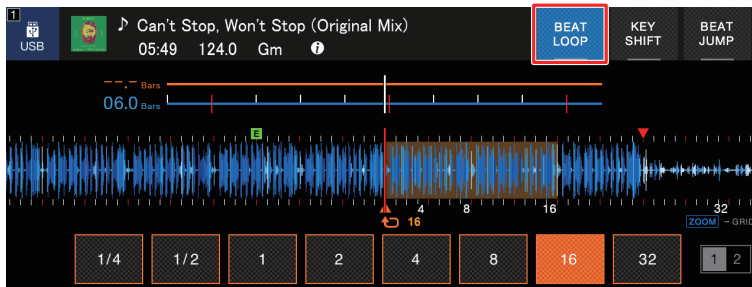 1
USB
♪ Can't Stop, Won't Stop (Original Mix)
05:49 124.0 Gm i
BEAT LOOP
KEY SHIFT
BEAT JUMP
--.- Bars
06.0 Bars
E
4 8 16 32
16
ZOOM - GRID
1/4 1/2 1 2 4 8 16 32 1 2